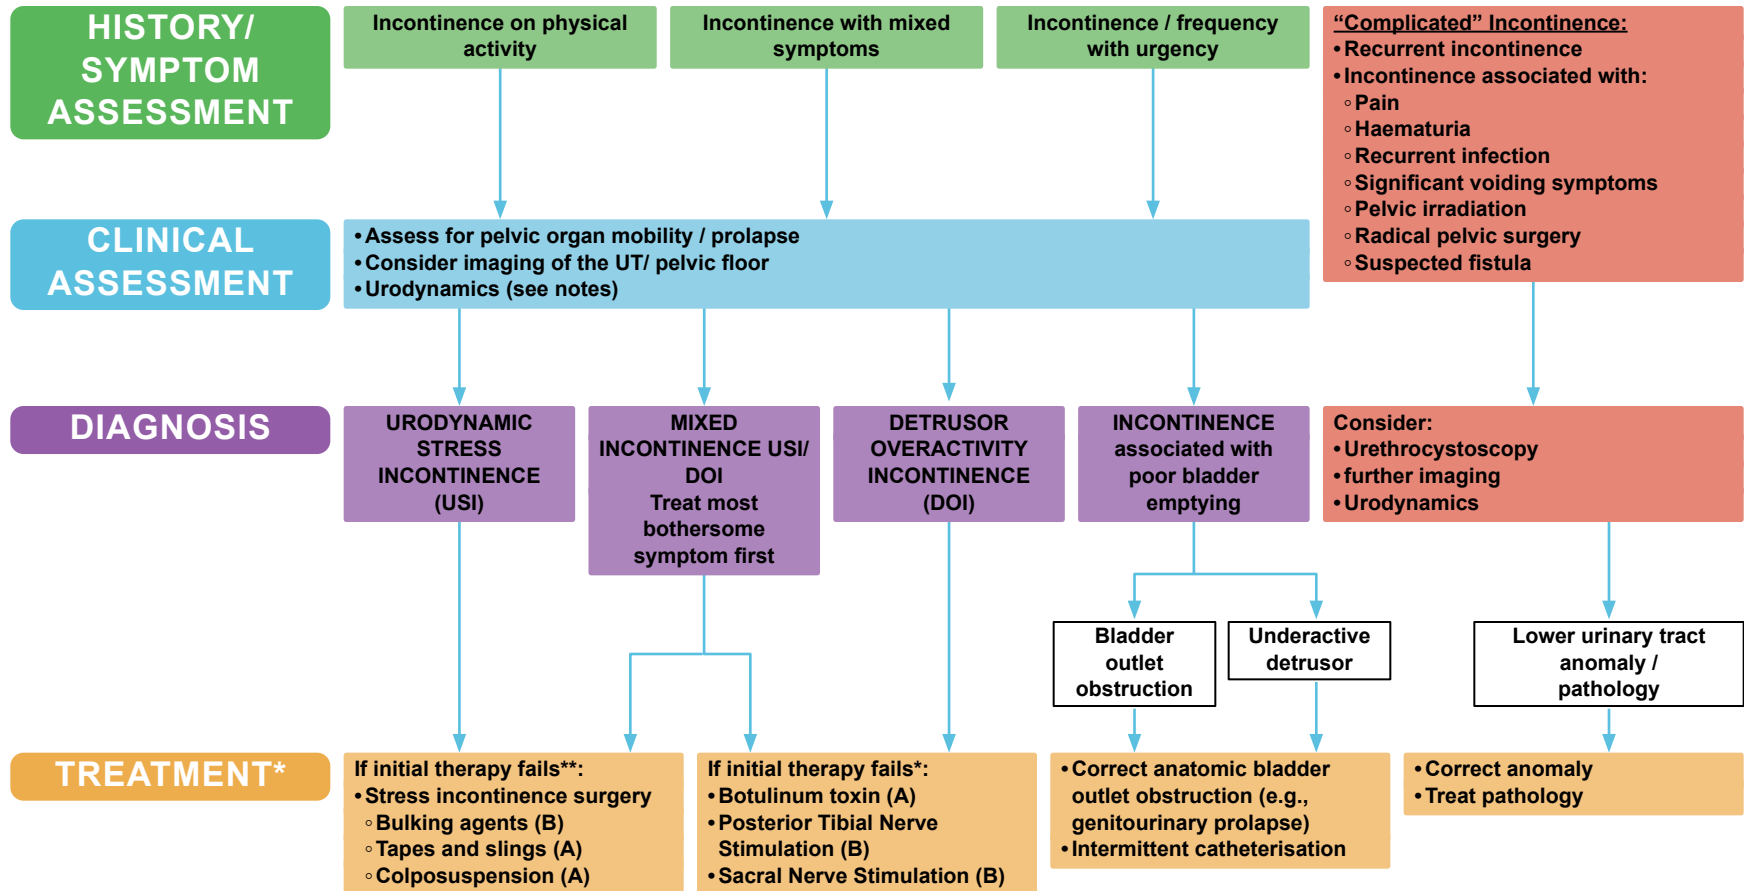 HISTORY/
SYMPTOM
ASSESSMENT
Incontinence on physical
activity
Incontinence with mixed
symptoms
Incontinence / frequency
with urgency
“Complicated” Incontinence:
•Recurrent incontinence
•Incontinence associated with:
◦Pain
◦Haematuria
◦Recurrent infection
◦Significant voiding symptoms
◦Pelvic irradiation
◦Radical pelvic surgery
◦Suspected fistula
CLINICAL
ASSESSMENT
•Assess for pelvic organ mobility / prolapse
•Consider imaging of the UT/ pelvic floor
•Urodynamics (see notes)
DIAGNOSIS
URODYNAMIC
STRESS
INCONTINENCE
(USI)
MIXED
INCONTINENCE USI/
DOI
Treat most
bothersome
symptom first
DETRUSOR
OVERACTIVITY
INCONTINENCE
(DOI)
INCONTINENCE
associated with
poor bladder
emptying
Consider:
•Urethrocystoscopy
•further imaging
•Urodynamics
Bladder
outlet
obstruction
Underactive
detrusor
Lower urinary tract
anomaly /
pathology
TREATMENT*
If initial therapy fails**:
•Stress incontinence surgery
◦Bulking agents (B)
◦Tapes and slings (A)
◦Colposuspension (A)
If initial therapy fails*:
•Botulinum toxin (A)
•Posterior Tibial Nerve
Stimulation (B)
•Sacral Nerve Stimulation (B)
•Correct anatomic bladder
outlet obstruction (e.g.,
genitourinary prolapse)
•Intermittent catheterisation
•Correct anomaly
•Treat pathology